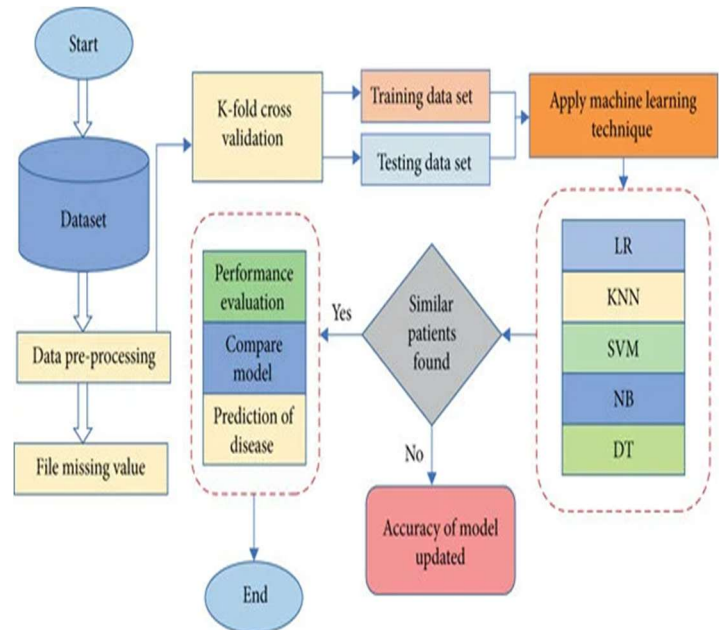 Start
Dataset
Data pre-processing
File missing value
K-fold cross
validation
Training data set
Testing data set
Apply machine learning
technique
LR
KNN
SVM
NB
DT
Similar
patients
found
Yes
No
Performance
evaluation
Compare
model
Prediction of
disease
Accuracy of model
updated
End